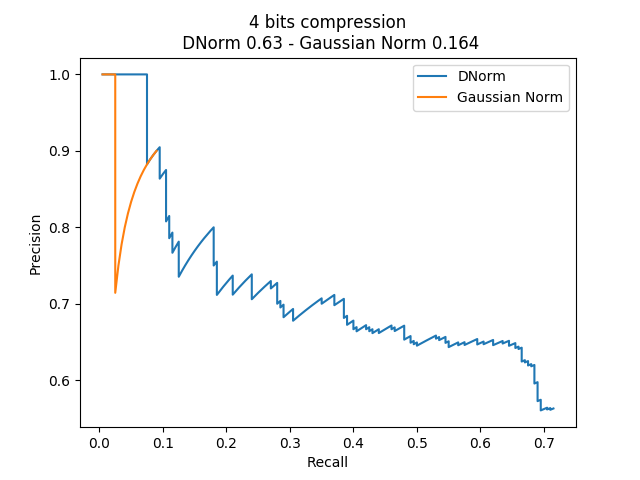 4 bits compression
DNorm 0.63 - Gaussian Norm 0.164
DNorm
Gaussian Norm
1.0
0.9
0.8
0.7
0.6
Precision
0.0 0.1 0.2 0.3 0.4 0.5 0.6 0.7
Recall